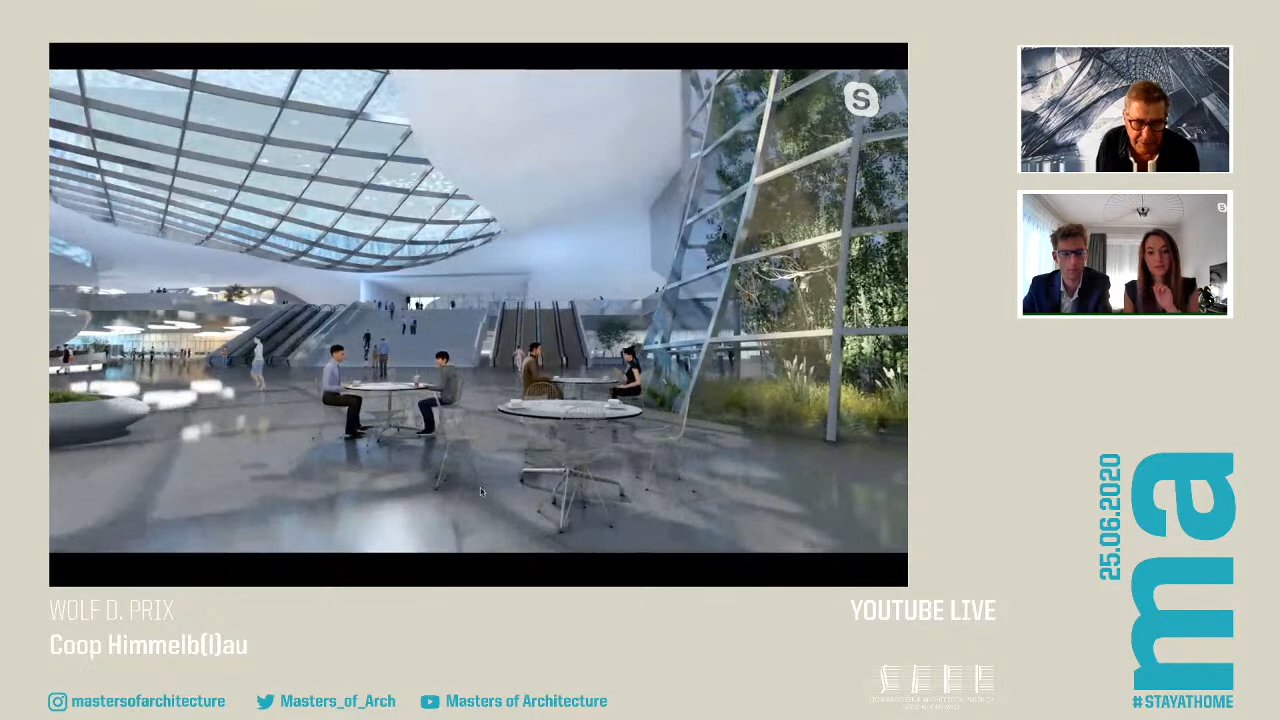 WOLF D. PRIX
Coop Himmelb(l)au
YOUTUBE LIVE
mastersofarchitecture
Masters_of_Arch
Masters of Architecture
25.06.2020
ma
#STAYATHOME